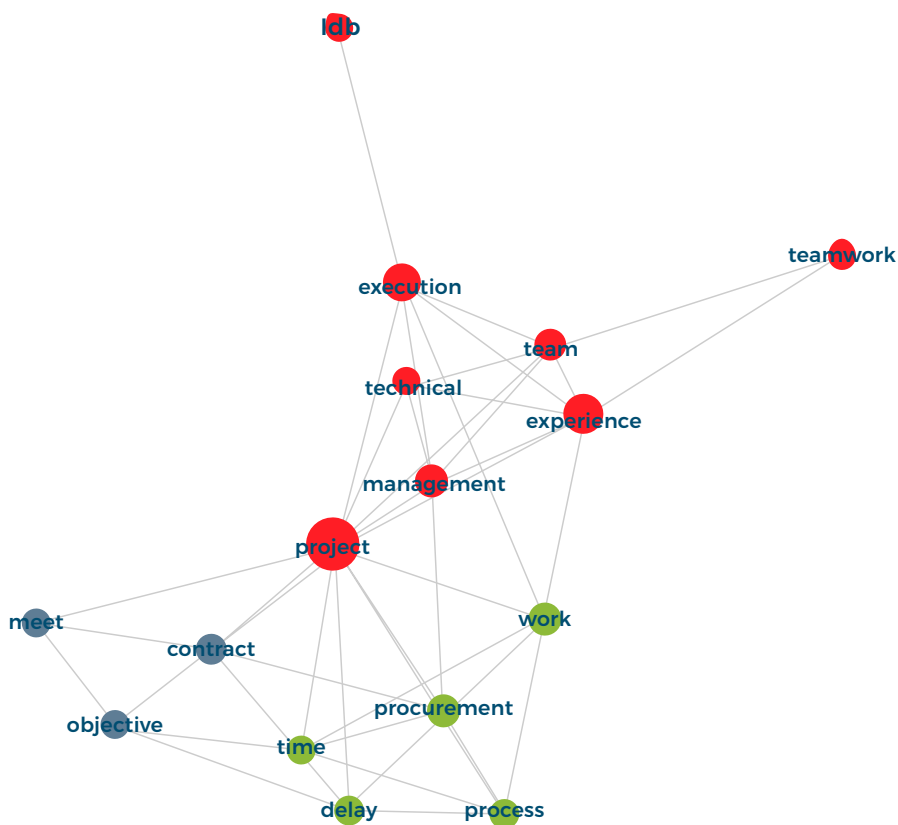 ldb
teamwork
execution
team
technical
experience
management
project
meet
work
contract
procurement
objective
time
delay
process